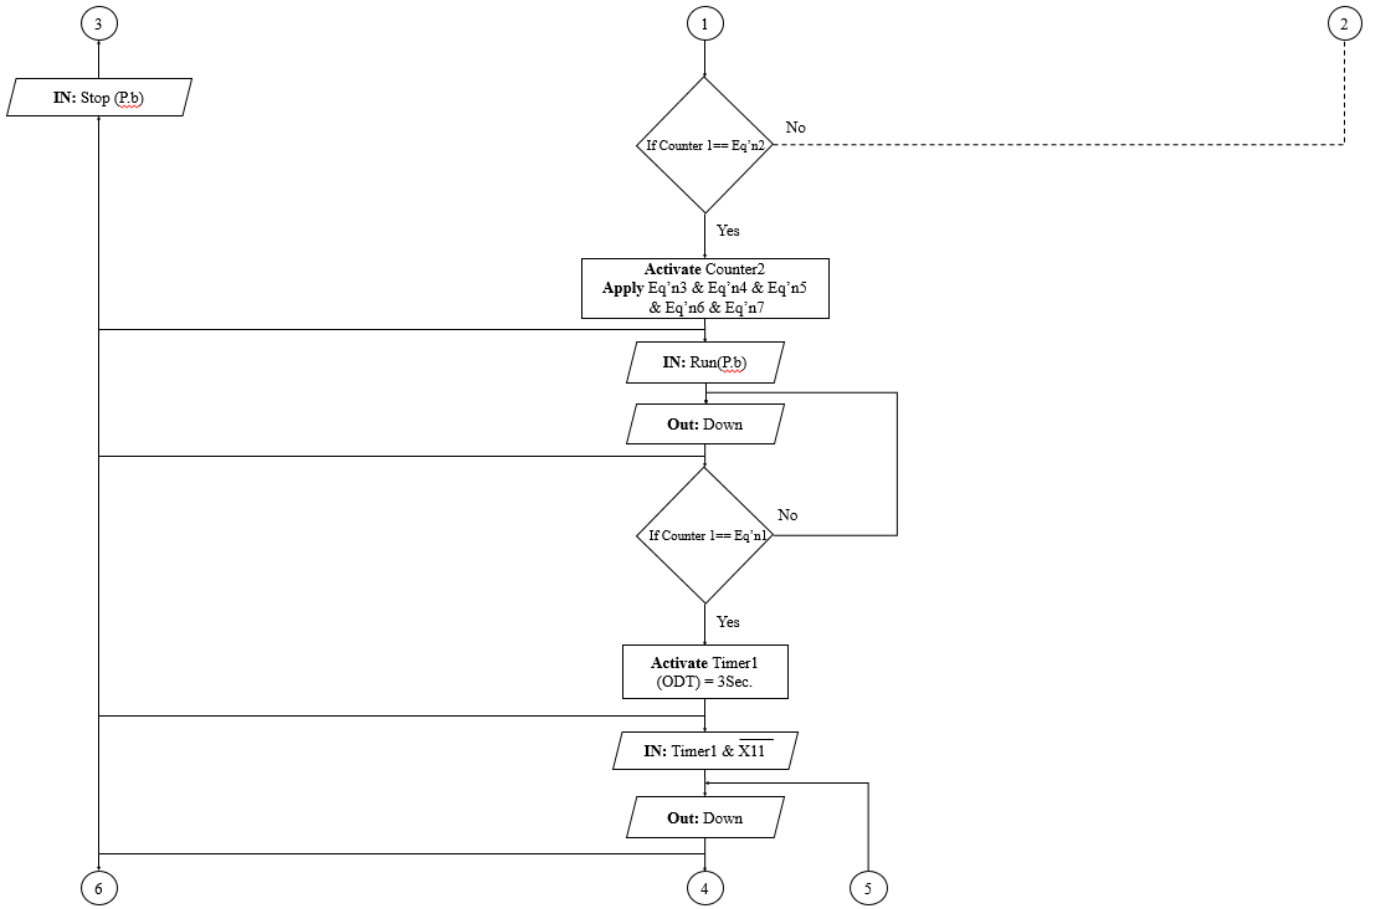 3
1
2
IN: Stop (P.b)
No
If Counter 1== Eq'n2
Yes
Activate Counter2
Apply Eq'n3 & Eq'n4 & Eq'n5
& Eq'n6 & Eq'n7
IN: Run(P.b)
Out: Down
No
If Counter 1== Eq'n1
Yes
Activate Timer1
(ODT) = 3Sec.
IN: Timer1 & X̅1̅1̅
Out: Down
6
4
5